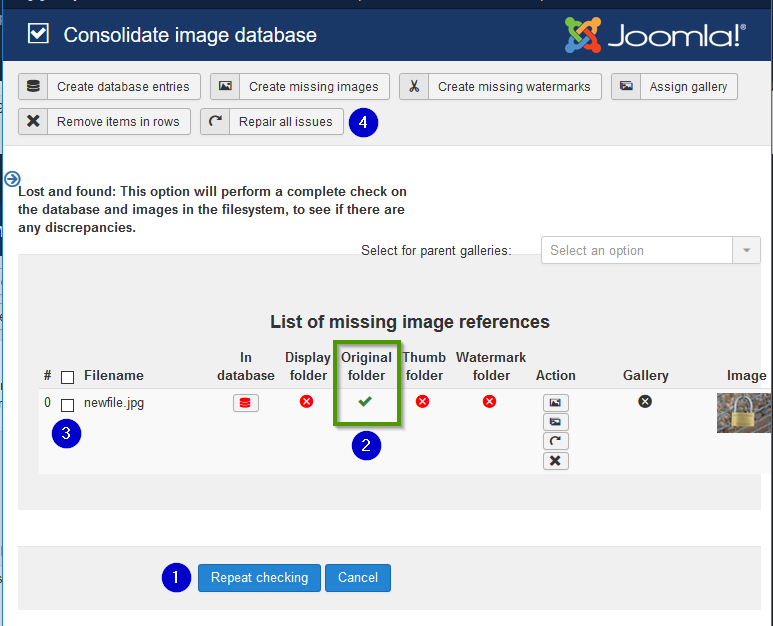 Consolidate image database
Joomla!®
Create database entries Create missing images Create missing watermarks Assign gallery
Remove items in rows Repair all issues 4
Lost and found: This option will perform a complete check on
the database and images in the filesystem, to see if there are
any discrepancies.
Select for parent galleries: Select an option
List of missing image references
In Display Original Thumb Watermark
# Filename database folder folder folder folder Action Gallery Image
0 newfile.jpg
3
2
1 Repeat checking Cancel